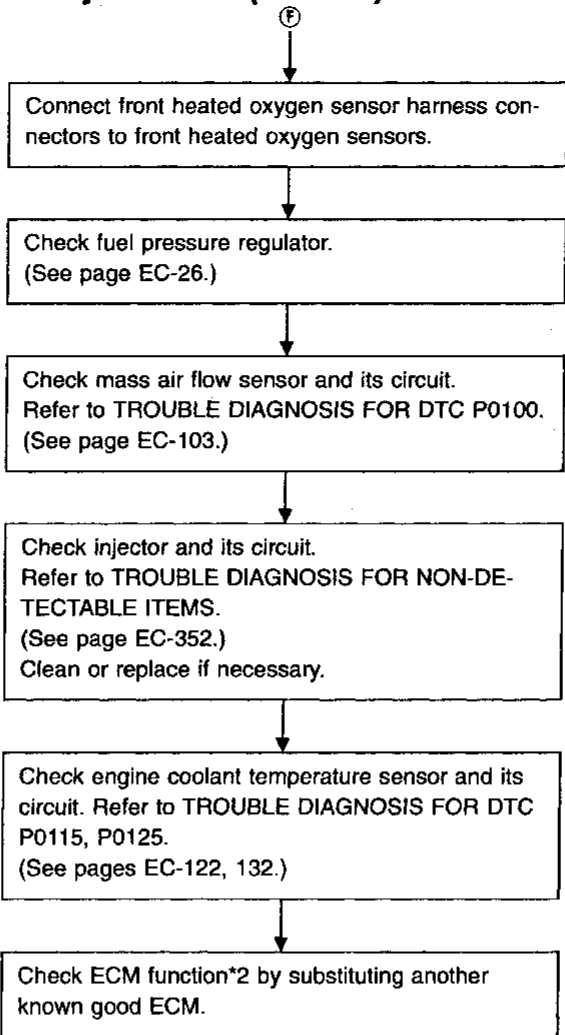 F
Connect front heated oxygen sensor harness con-
nectors to front heated oxygen sensors.
Check fuel pressure regulator.
(See page EC-26.)
Check mass air flow sensor and its circuit.
Refer to TROUBLE DIAGNOSIS FOR DTC P0100.
(See page EC-103.)
Check injector and its circuit.
Refer to TROUBLE DIAGNOSIS FOR NON-DE-
TECTABLE ITEMS.
(See page EC-352.)
Clean or replace if necessary.
Check engine coolant temperature sensor and its
circuit. Refer to TROUBLE DIAGNOSIS FOR DTC
P0115, P0125.
(See pages EC-122, 132.)
Check ECM function*2 by substituting another
known good ECM.